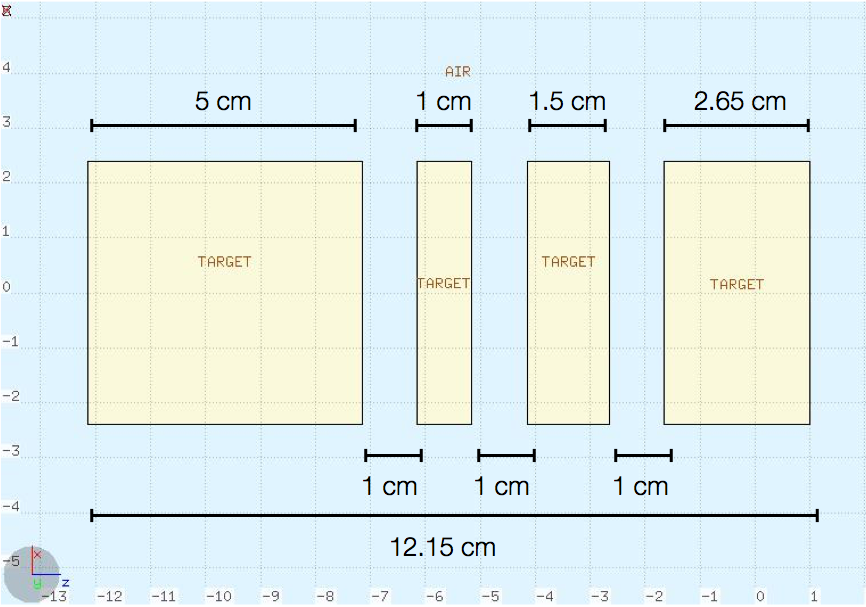 4
AIR
5 cm
1 cm
1.5 cm
2.65 cm
3
2
1
TARGET
TARGET
TARGET
TARGET
0
-1
-2
-3
1 cm
1 cm
1 cm
-4
12.15 cm
-5
x
y
z
-13
-12
-11
-10
-9
-8
-7
-6
-5
-4
-3
-2
-1
0
1